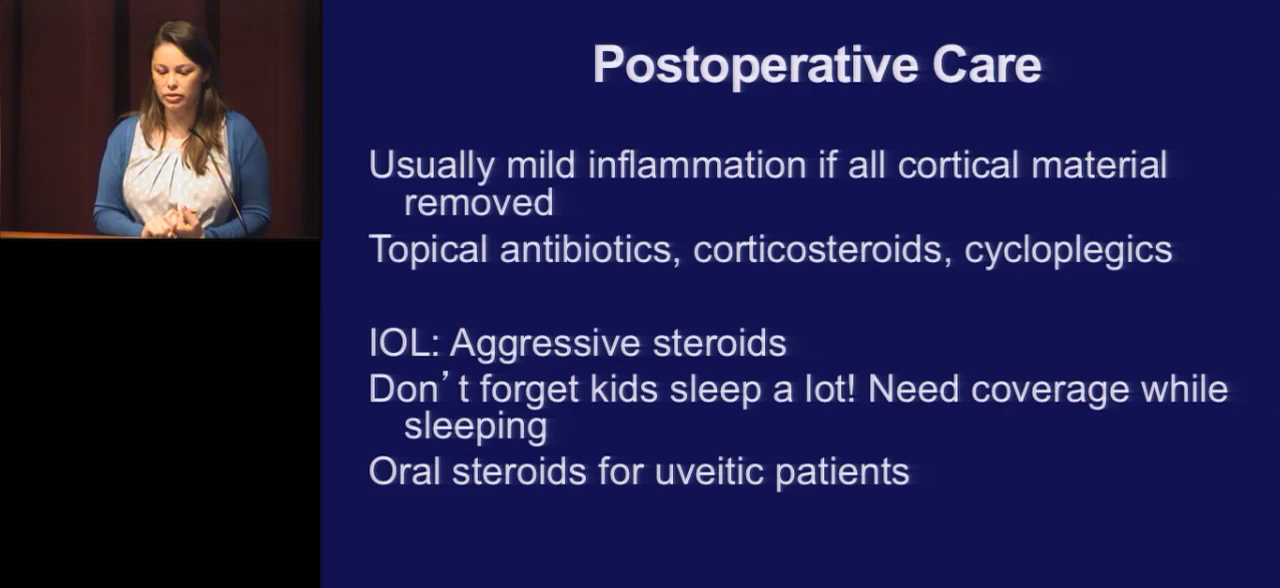 Postoperative Care
Usually mild inflammation if all cortical material
removed
Topical antibiotics, corticosteroids, cycloplegics
IOL: Aggressive steroids
Don’t forget kids sleep a lot! Need coverage while
sleeping
Oral steroids for uveitic patients